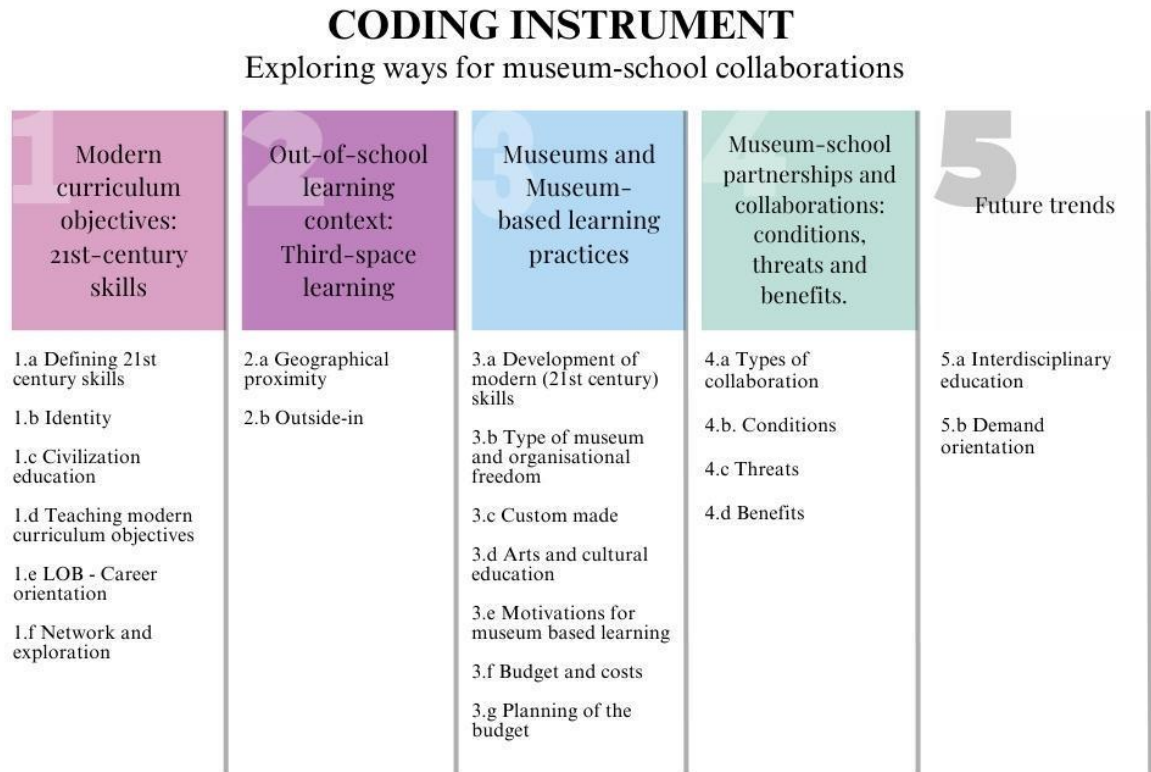 CODING INSTRUMENT
Exploring ways for museum-school collaborations
1
Modern
curriculum
objectives:
21st-century
skills
1.a Defining 21st
century skills
1.b Identity
1.c Civilization
education
1.d Teaching modern
curriculum objectives
1.e LOB - Career
orientation
1.f Network and
exploration
2
Out-of-school
learning
context:
Third-space
learning
2.a Geographical
proximity
2.b Outside-in
3
Museums and
Museum-
based learning
practices
3.a Development of
modern (21st century)
skills
3.b Type of museum
and organisational
freedom
3.c Custom made
3.d Arts and cultural
education
3.e Motivations for
museum based learning
3.f Budget and costs
3.g Planning of the
budget
4
Museum-school
partnerships and
collaborations:
conditions,
threats and
benefits.
4.a Types of
collaboration
4.b. Conditions
4.c Threats
4.d Benefits
5
Future trends
5.a Interdisciplinary
education
5.b Demand
orientation